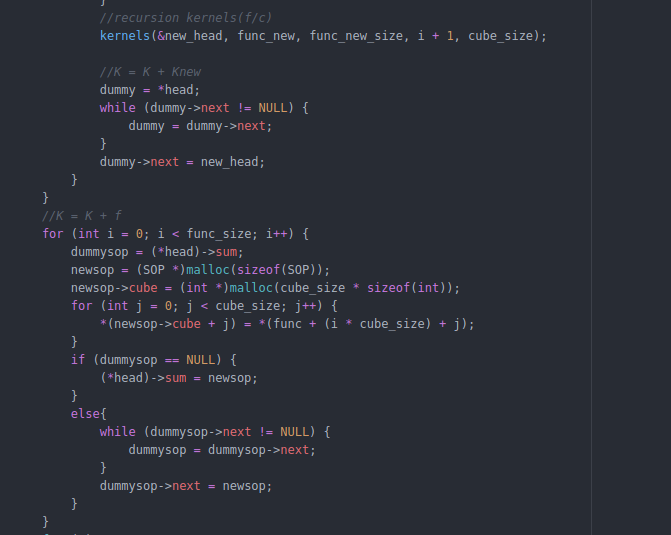 }
//recursion kernels(f/c)
kernels(&new_head, func_new, func_new_size, i + 1, cube_size);
//K = K + Knew
dummy = *head;
while (dummy->next != NULL) {
dummy = dummy->next;
}
dummy->next = new_head;
}
}
//K = K + f
for (int i = 0; i < func_size; i++) {
dummysop = (*head)->sum;
newsop = (SOP *)malloc(sizeof(SOP));
newsop->cube = (int *)malloc(cube_size * sizeof(int));
for (int j = 0; j < cube_size; j++) {
*(newsop->cube + j) = *(func + (i * cube_size) + j);
}
if (dummysop == NULL) {
(*head)->sum = newsop;
}
else{
while (dummysop->next != NULL) {
dummysop = dummysop->next;
}
dummysop->next = newsop;
}
}